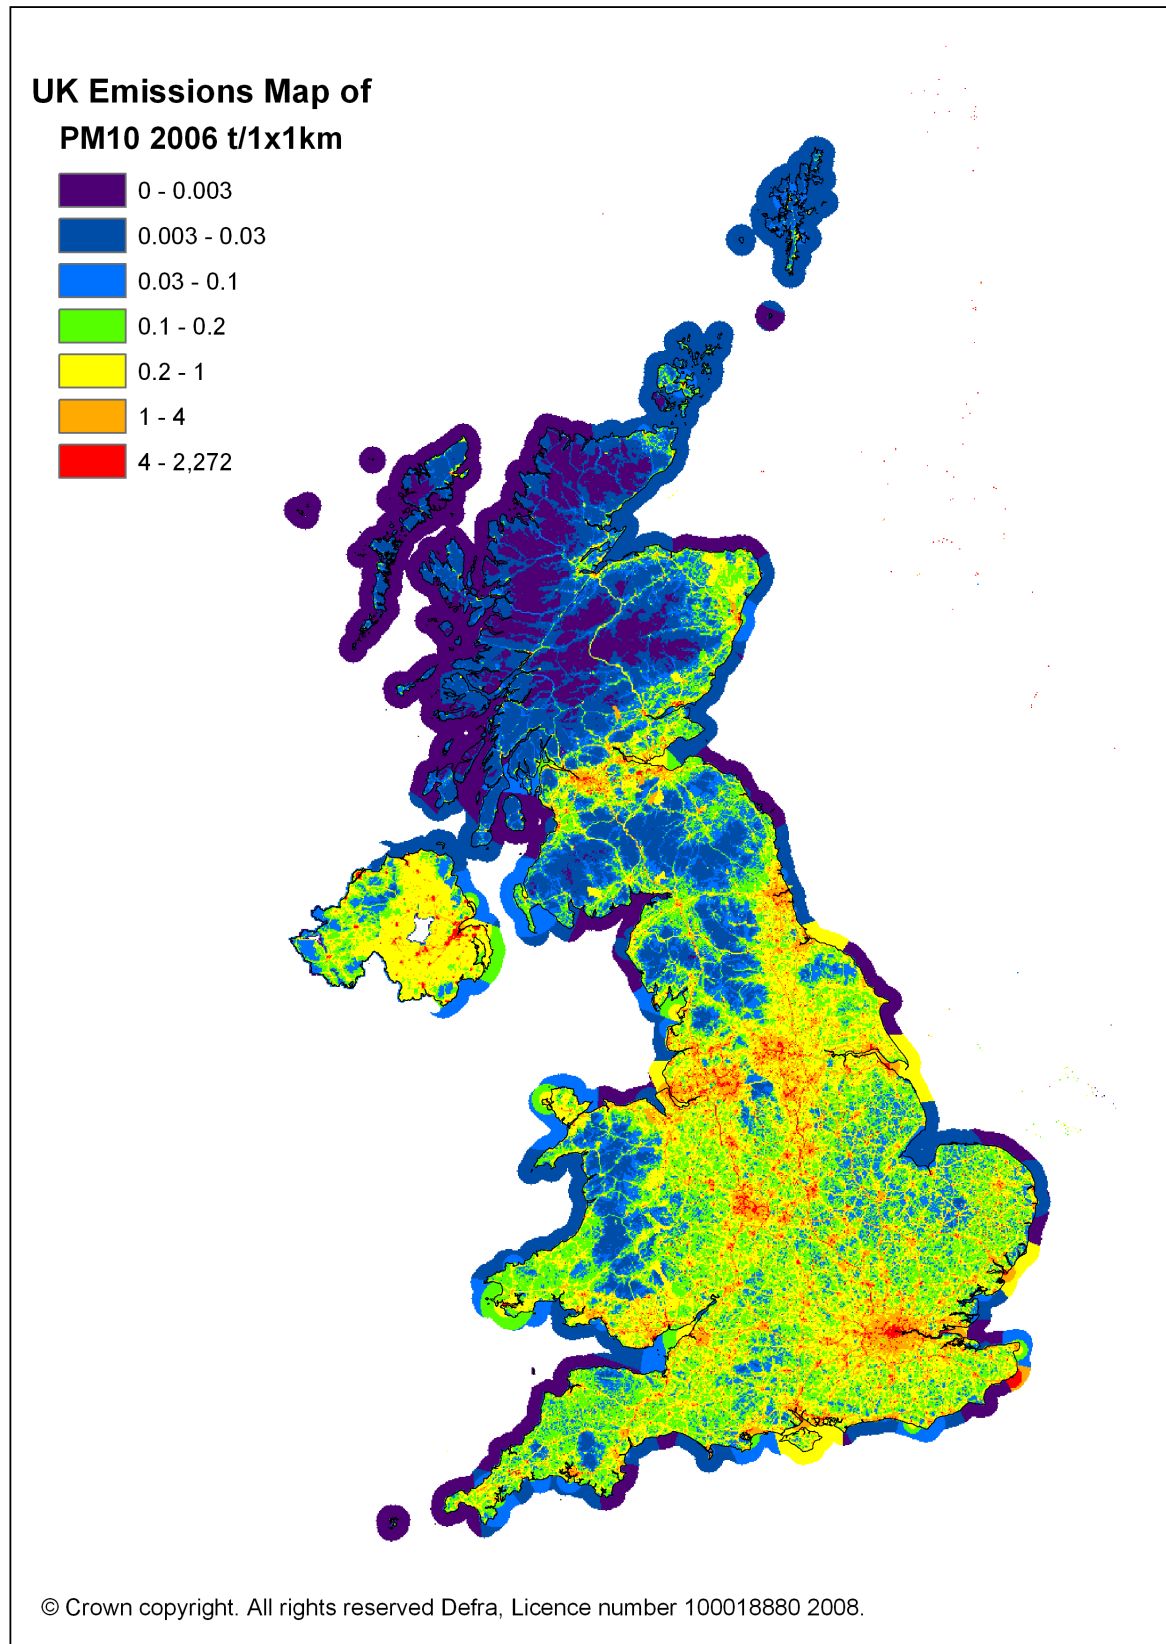 UK Emissions Map of
PM10 2006 t/1x1km
0 - 0.003
0.003 - 0.03
0.03 - 0.1
0.1 - 0.2
0.2 - 1
1 - 4
4 - 2,272
© Crown copyright. All rights reserved Defra, Licence number 100018880 2008.